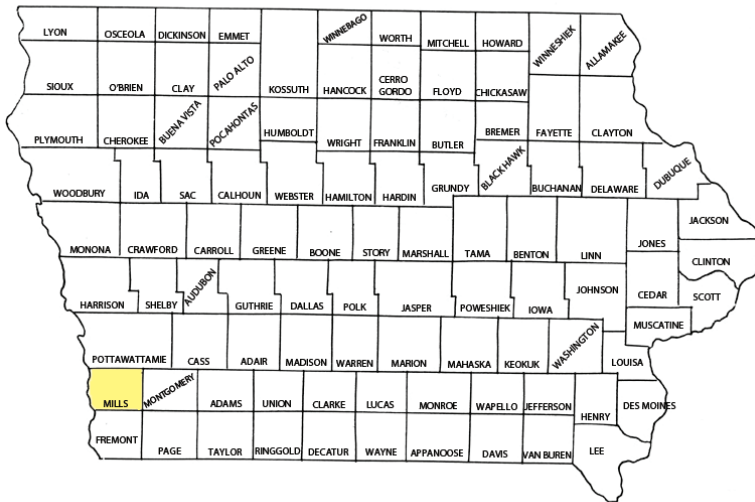 LYON OSCEOLA DICKINSON EMMET WINNEBAGO WORTH MITCHELL HOWARD WINNESHIEK ALLAMAKEE
SIOUX O'BRIEN CLAY PALO ALTO KOSSUTH HANCOCK CERRO GORDO FLOYD CHICKASAW
PLYMOUTH CHEROKEE BUENA VISTA POCAHONTAS HUMBOLDT WRIGHT FRANKLIN BUTLER BREMER FAYETTE CLAYTON
WOODBURY IDA SAC CALHOUN WEBSTER HAMILTON HARDIN GRUNDY BLACK HAWK BUCHANAN DELAWARE DUBUQUE
MONONA CRAWFORD CARROLL GREENE BOONE STORY MARSHALL TAMA BENTON LINN JONES JACKSON
CLINTON
HARRISON SHELBY AUDUBON GUTHRIE DALLAS POLK JASPER POWESHIEK IOWA JOHNSON CEDAR SCOTT
MUSCATINE
POTTAWATTAMIE CASS ADAIR MADISON WARREN MARION MAHASKA KEOKUK WASHINGTON LOUISA
MILLS MONTGOMERY ADAMS UNION CLARKE LUCAS MONROE WAPELLO JEFFERSON HENRY DES MOINES
FREMONT PAGE TAYLOR RINGGOLD DECATUR WAYNE APPANOOSE DAVIS VAN BUREN LEE